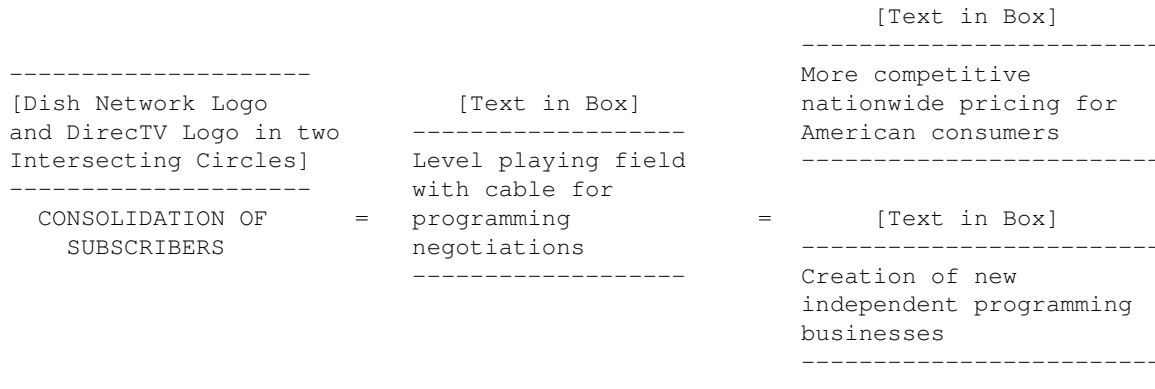 [Text in Box]
-------------------------
More competitive
nationwide pricing for
American consumers
-------------------------
---------------------
[Dish Network Logo
and DirecTV Logo in two
Intersecting Circles]
---------------------
CONSOLIDATION OF
SUBSCRIBERS
=
[Text in Box]
-------------------
Level playing field
with cable for
programming
negotiations
-------------------
=
[Text in Box]
-------------------------
Creation of new
independent programming
businesses
-------------------------